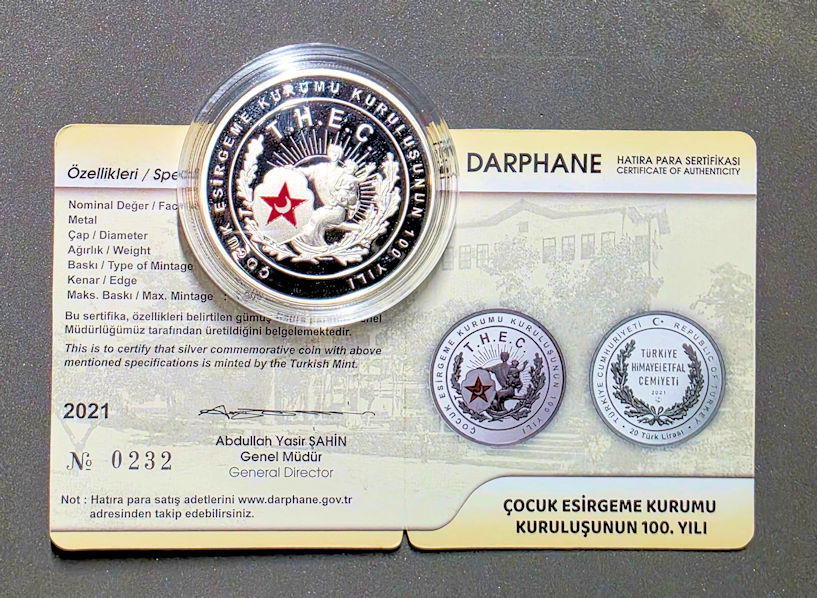 ÇOCUK ESİRGEME KURUMU KURULUŞUNUN 100. YILI
T.H.E.C
Özellikleri / Spec
Nominal Değer / Fac
Metal
Çap / Diameter
Ağırlık / Weight
Baskı / Type of Mintage
Kenar / Edge
Maks. Baskı / Max. Mintage :
Bu sertifika, özellikleri belirtilen gümüş
Müdürlüğümüz tarafından üretildiğini belgelemektedir.
This is to certify that silver commemorative coin with above
mentioned specifications is minted by the Turkish Mint.
2021
Abdullah Yasir ŞAHİN
Genel Müdür
General Director
№ 0232
Not : Hatıra para satış adetlerini www.darphane.gov.tr
adresinden takip edebilirsiniz.
DARPHANE
HATIRA PARA SERTİFİKASI
CERTIFICATE OF AUTHENTICITY
ÇOCUK ESİRGEME KURUMU KURULUŞUNUN 100. YILI
T.H.E.C
TÜRKİYE CUMHURİYETİ REPUBLIC OF TURKEY
TÜRKİYE
HİMAYEİETFAL
CEMİYETİ
2021
20 Türk Lirası
ÇOCUK ESİRGEME KURUMU
KURULUŞUNUN 100. YILI